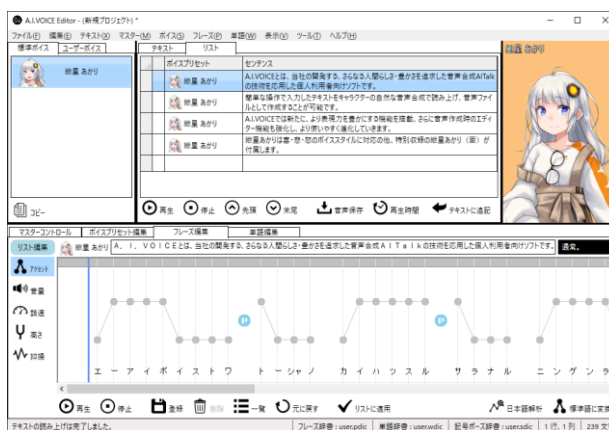 A.I.VOICE Editor - (新規プロジェクト) *
ファイル(F) 編集(E) テキスト(X) マスター(M) ボイス(S) フレーズ(P) 単語(W) 表示(V) ツール(T) ヘルプ(H)
標準ボイス ユーザーボイス
テキスト リスト
紲星 あかり
ボイスプリセット センテンス
紲星 あかり
紲星 あかり A.I.VOICEとは、当社の開発する、さらなる人間らしさ・豊かさを追求した音声合成AITalk
の技術を応用した個人利用者向けソフトです。
紲星 あかり 簡単な操作で入力したテキストをキャラクターの自然な音声合成で読み上げ、音声ファイ
ルとして作成することが可能です。
紲星 あかり A.I.VOICEでは新たに、より表現力を豊かにする機能を搭載、さらに音声作成時のエディ
ター機能も強化し、より使いやすく進化していきます。
紲星 あかり 紲星あかりは喜・怒・悲のボイススタイルに対応の他、特別収録の紲星あかり（蕾）が
付属します。
コピー
再生 停止 先頭 末尾 音声保存 再生時間 テキストに追記
マスターコントロール ボイスプリセット編集 フレーズ編集 単語編集
リスト編集 紲星 あかり A．I．VOICEとは、当社の開発する、さらなる人間らしさ・豊かさを追求した音声合成AITalkの技術を応用した個人利用者向けソフトです。 通常。
アクセント
音量
話速
高さ
抑揚
P P
エ ー ア イ ボ イ ス ト ワ ト ー シャ ノ カ イ ハ ツ ス ル サ ラ ナ ル ニ ン ゲ ン ラ
再生 停止 登録 削除 一覧 元に戻す リストに適用 日本語解析 標準語に変換
テキストの読み上げは完了しました。 フレーズ辞書 : user.pdic 単語辞書 : user.wdic 記号ポーズ辞書 : user.sdic 1 行, 1 列 239 文